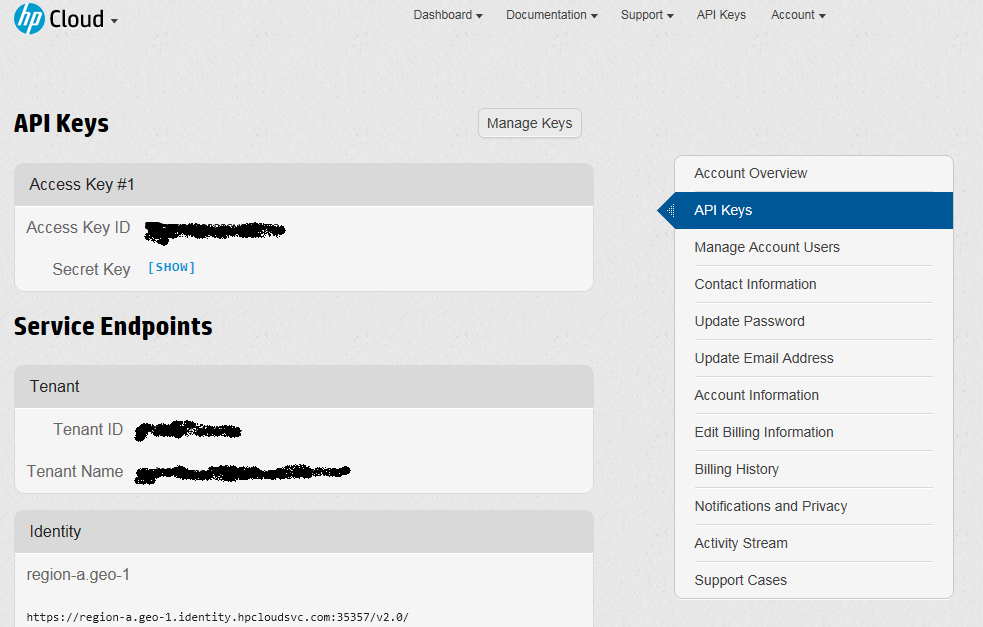 hp Cloud
Dashboard Documentation Support API Keys Account
API Keys
Manage Keys
Access Key #1
Access Key ID
Secret Key [SHOW]
Service Endpoints
Tenant
Tenant ID
Tenant Name
Identity
region-a.geo-1
https://region-a.geo-1.identity.hpcloudsvc.com:35357/v2.0/
Account Overview
API Keys
Manage Account Users
Contact Information
Update Password
Update Email Address
Account Information
Edit Billing Information
Billing History
Notifications and Privacy
Activity Stream
Support Cases